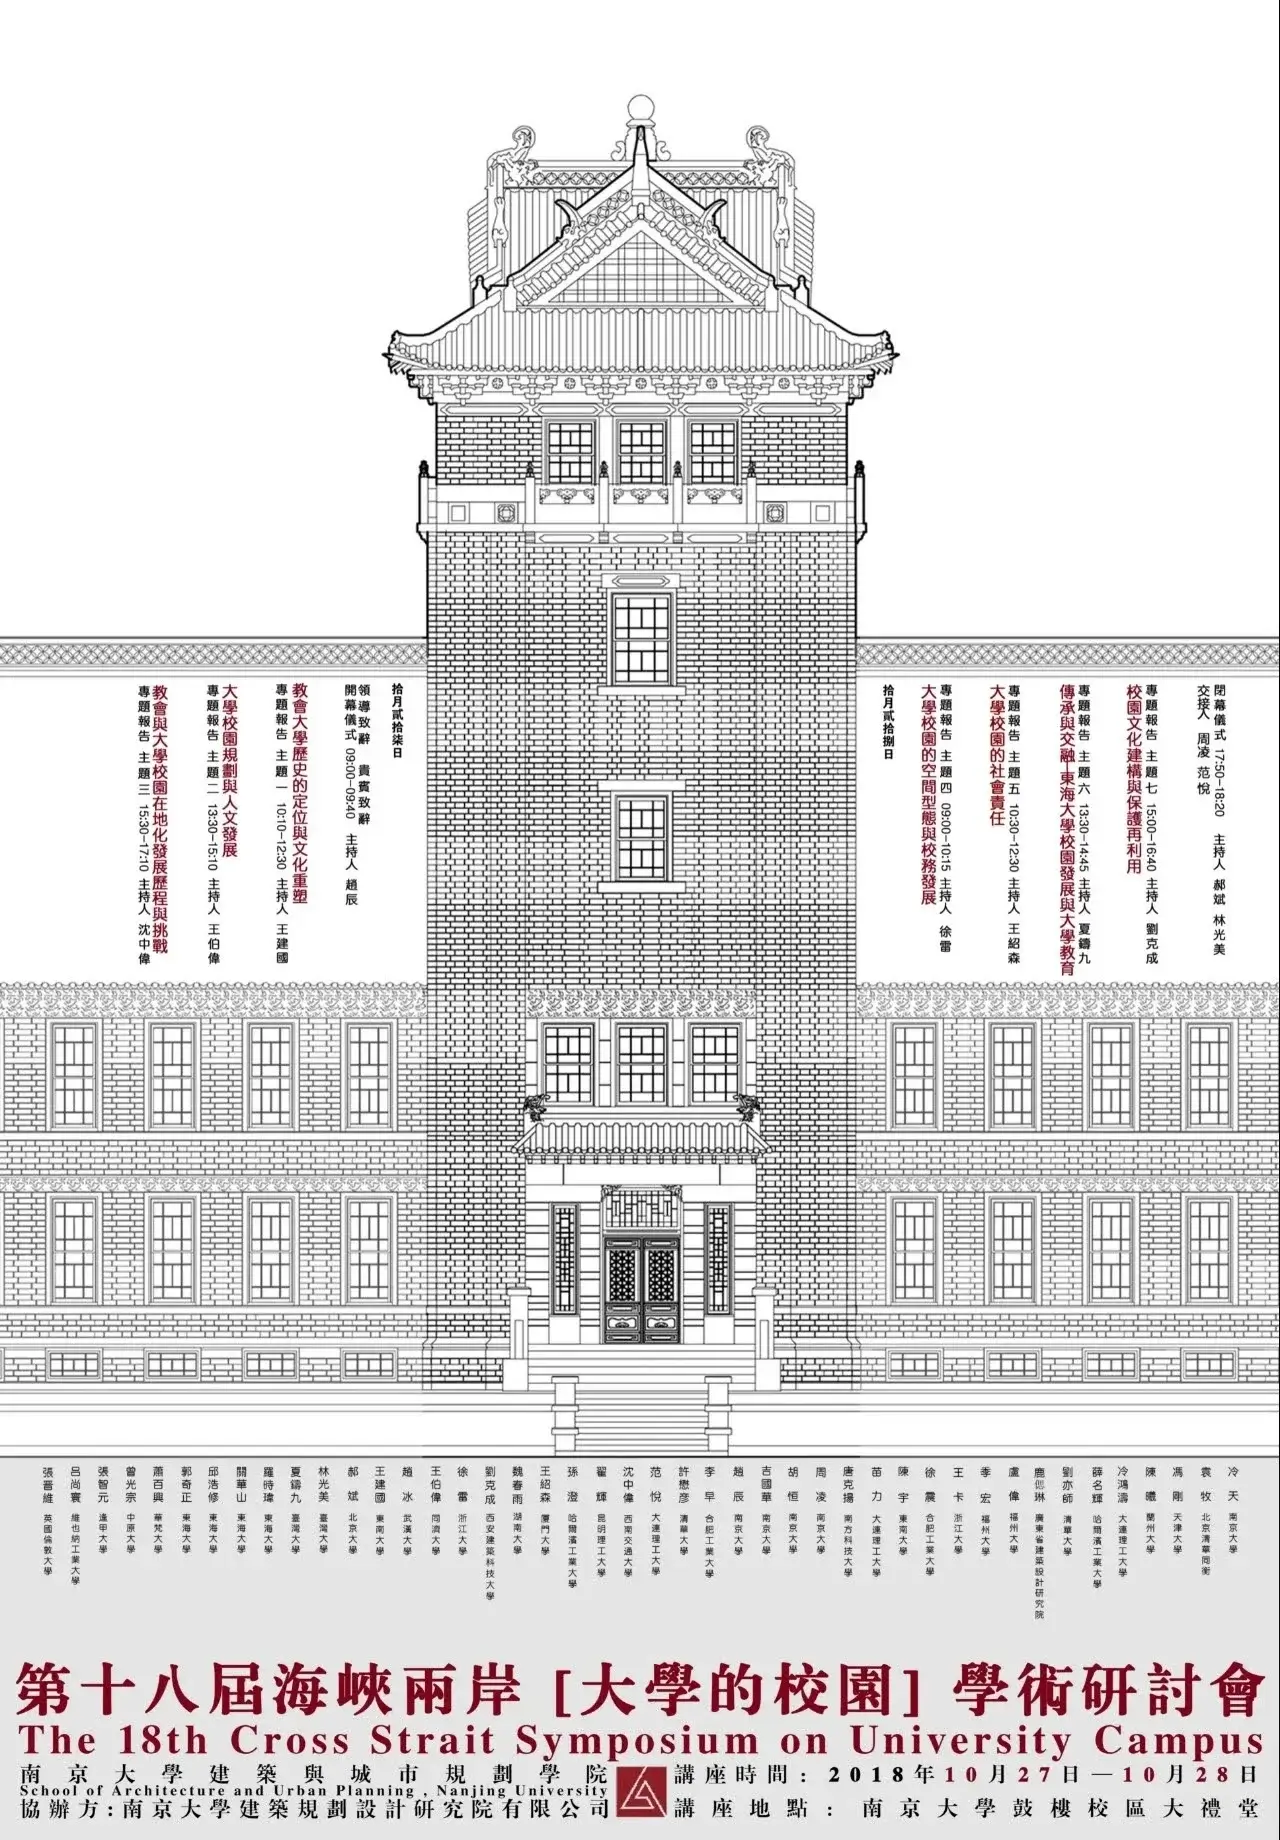 拾月貳拾柒日
領導致辭 貴賓致辭
開幕儀式 09:00-09:40 主持人 趙辰
教會大學歷史的定位與文化重塑
專題報告 主題一 10:10-12:30 主持人 王建國
大學校園規劃與人文發展
專題報告 主題二 13:30-15:10 主持人 王伯偉
教會與大學校園在地化發展歷程與挑戰
專題報告 主題三 15:30-17:10 主持人 沈中偉
拾月貳拾捌日
專題報告 主題四 09:00-10:15 主持人 徐雷
大學校園的空間型態與校務發展
專題報告 主題五 10:30-12:30 主持人 王紹森
大學校園的社會責任
專題報告 主題六 13:30-14:45 主持人 夏鑄九
傳承與交融—東海大學校園發展與大學教育
專題報告 主題七 15:00-16:40 主持人 劉克成
校園文化建構與保護再利用
閉幕儀式 17:50-18:20 主持人 郝斌 林光美
交接人 周凌 范悅
冷天 南京大學
袁牧 北京清華同衡
馮剛 天津大學
陳曦 蘭州大學
冷鴻濤 大連理工大學
薛名輝 哈爾濱工業大學
劉亦師 清華大學
鹿偲琳 廣東省建築設計研究院
盧偉 福州大學
季宏 福州大學
王卡 浙江大學
徐震 合肥工業大學
陳宇 東南大學
苗力 大連理工大學
唐克揚 南方科技大學
周凌 南京大學
胡恒 南京大學
吉國華 南京大學
趙辰 南京大學
李早 合肥工業大學
許懋彥 清華大學
范悅 大連理工大學
沈中偉 西南交通大學
翟輝 昆明理工大學
孫澄 哈爾濱工業大學
王紹森 廈門大學
魏春雨 湖南大學
劉克成 西安建築科技大學
徐雷 浙江大學
王伯偉 同濟大學
趙冰 武漢大學
王建國 東南大學
郝斌 北京大學
林光美 臺灣大學
夏鑄九 臺灣大學
羅時瑋 東海大學
關華山 東海大學
邱浩修 東海大學
郭奇正 東海大學
蕭百興 華梵大學
曾光宗 中原大學
張智元 逢甲大學
呂尚寰 維也納工業大學
張晉維 英國倫敦大學
第十八屆海峽兩岸［大學的校園］學術研討會
The 18th Cross Strait Symposium on University Campus
南京大學建築與城市規劃學院
School of Architecture and Urban Planning , Nanjing University
協辦方:南京大學建築規劃設計研究院有限公司
講座時間: 2018年10月27日—10月28日
講座地點: 南京大學鼓樓校區大禮堂